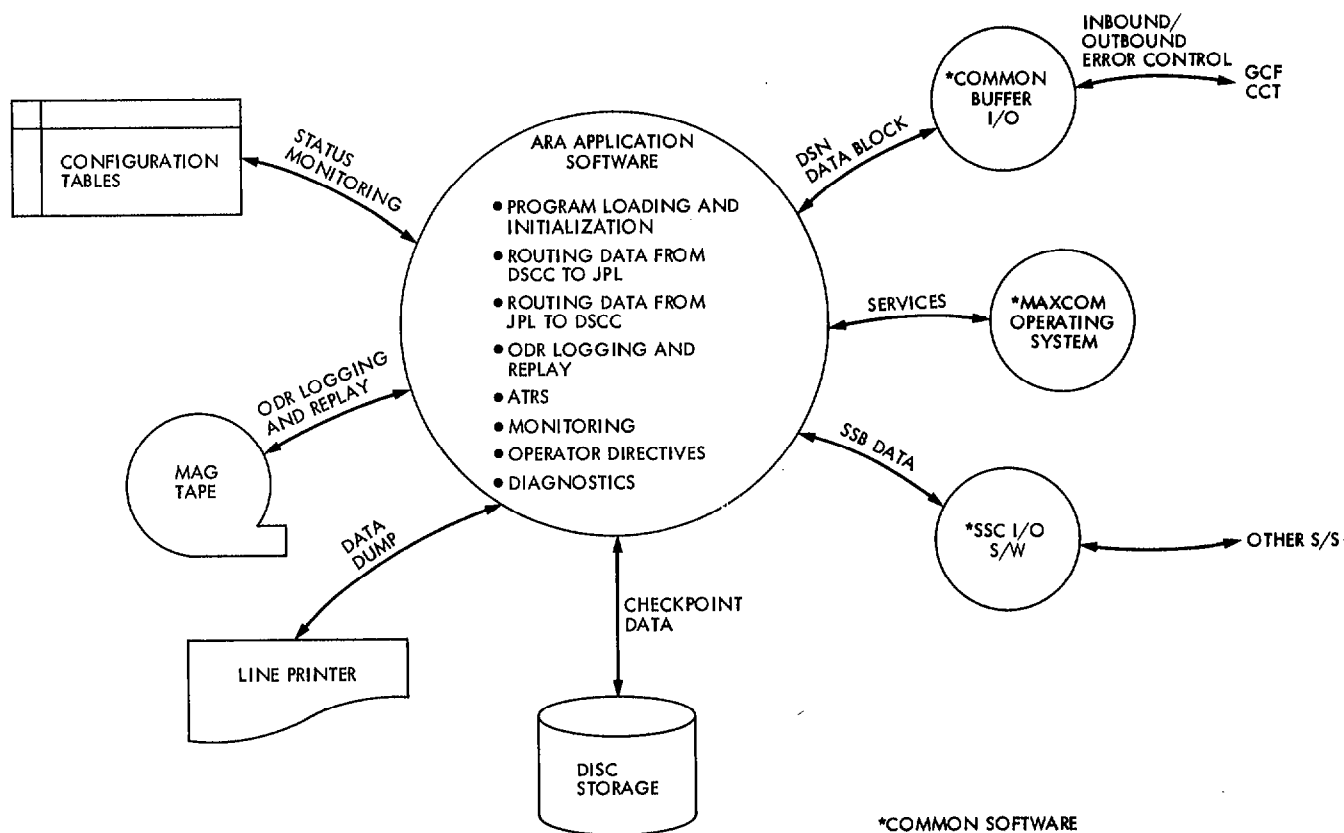 CONFIGURATION
TABLES
STATUS
MONITORING
ODR LOGGING
AND REPLAY
MAG
TAPE
DATA
DUMP
LINE PRINTER
ARA APPLICATION
SOFTWARE
● PROGRAM LOADING AND
INITIALIZATION
● ROUTING DATA FROM
DSCC TO JPL
● ROUTING DATA FROM
JPL TO DSCC
● ODR LOGGING AND
REPLAY
● ATRS
● MONITORING
● OPERATOR DIRECTIVES
● DIAGNOSTICS
CHECKPOINT
DATA
DISC
STORAGE
DSN
DATA BLOCK
*COMMON
BUFFER
I/O
INBOUND/
OUTBOUND
ERROR CONTROL
GCF
CCT
SERVICES
*MAXCOM
OPERATING
SYSTEM
SSB DATA
*SSC I/O
S/W
OTHER S/S
*COMMON SOFTWARE